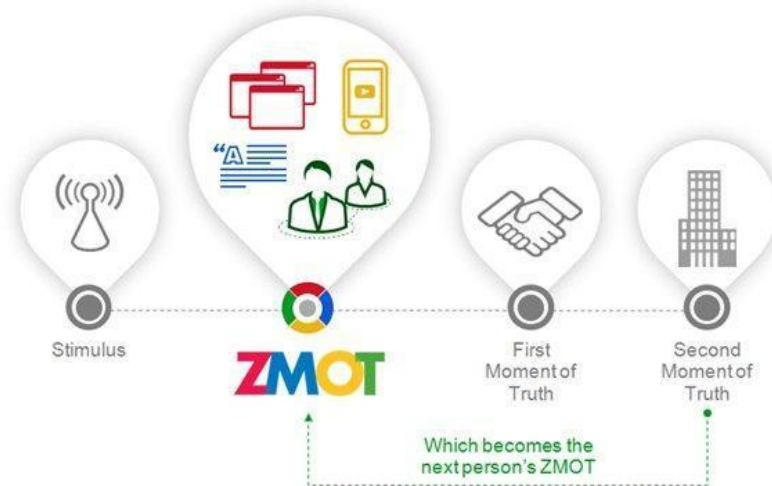 “A
Stimulus
ZMOT
First
Moment of
Truth
Second
Moment of
Truth
Which becomes the
next person's ZMOT